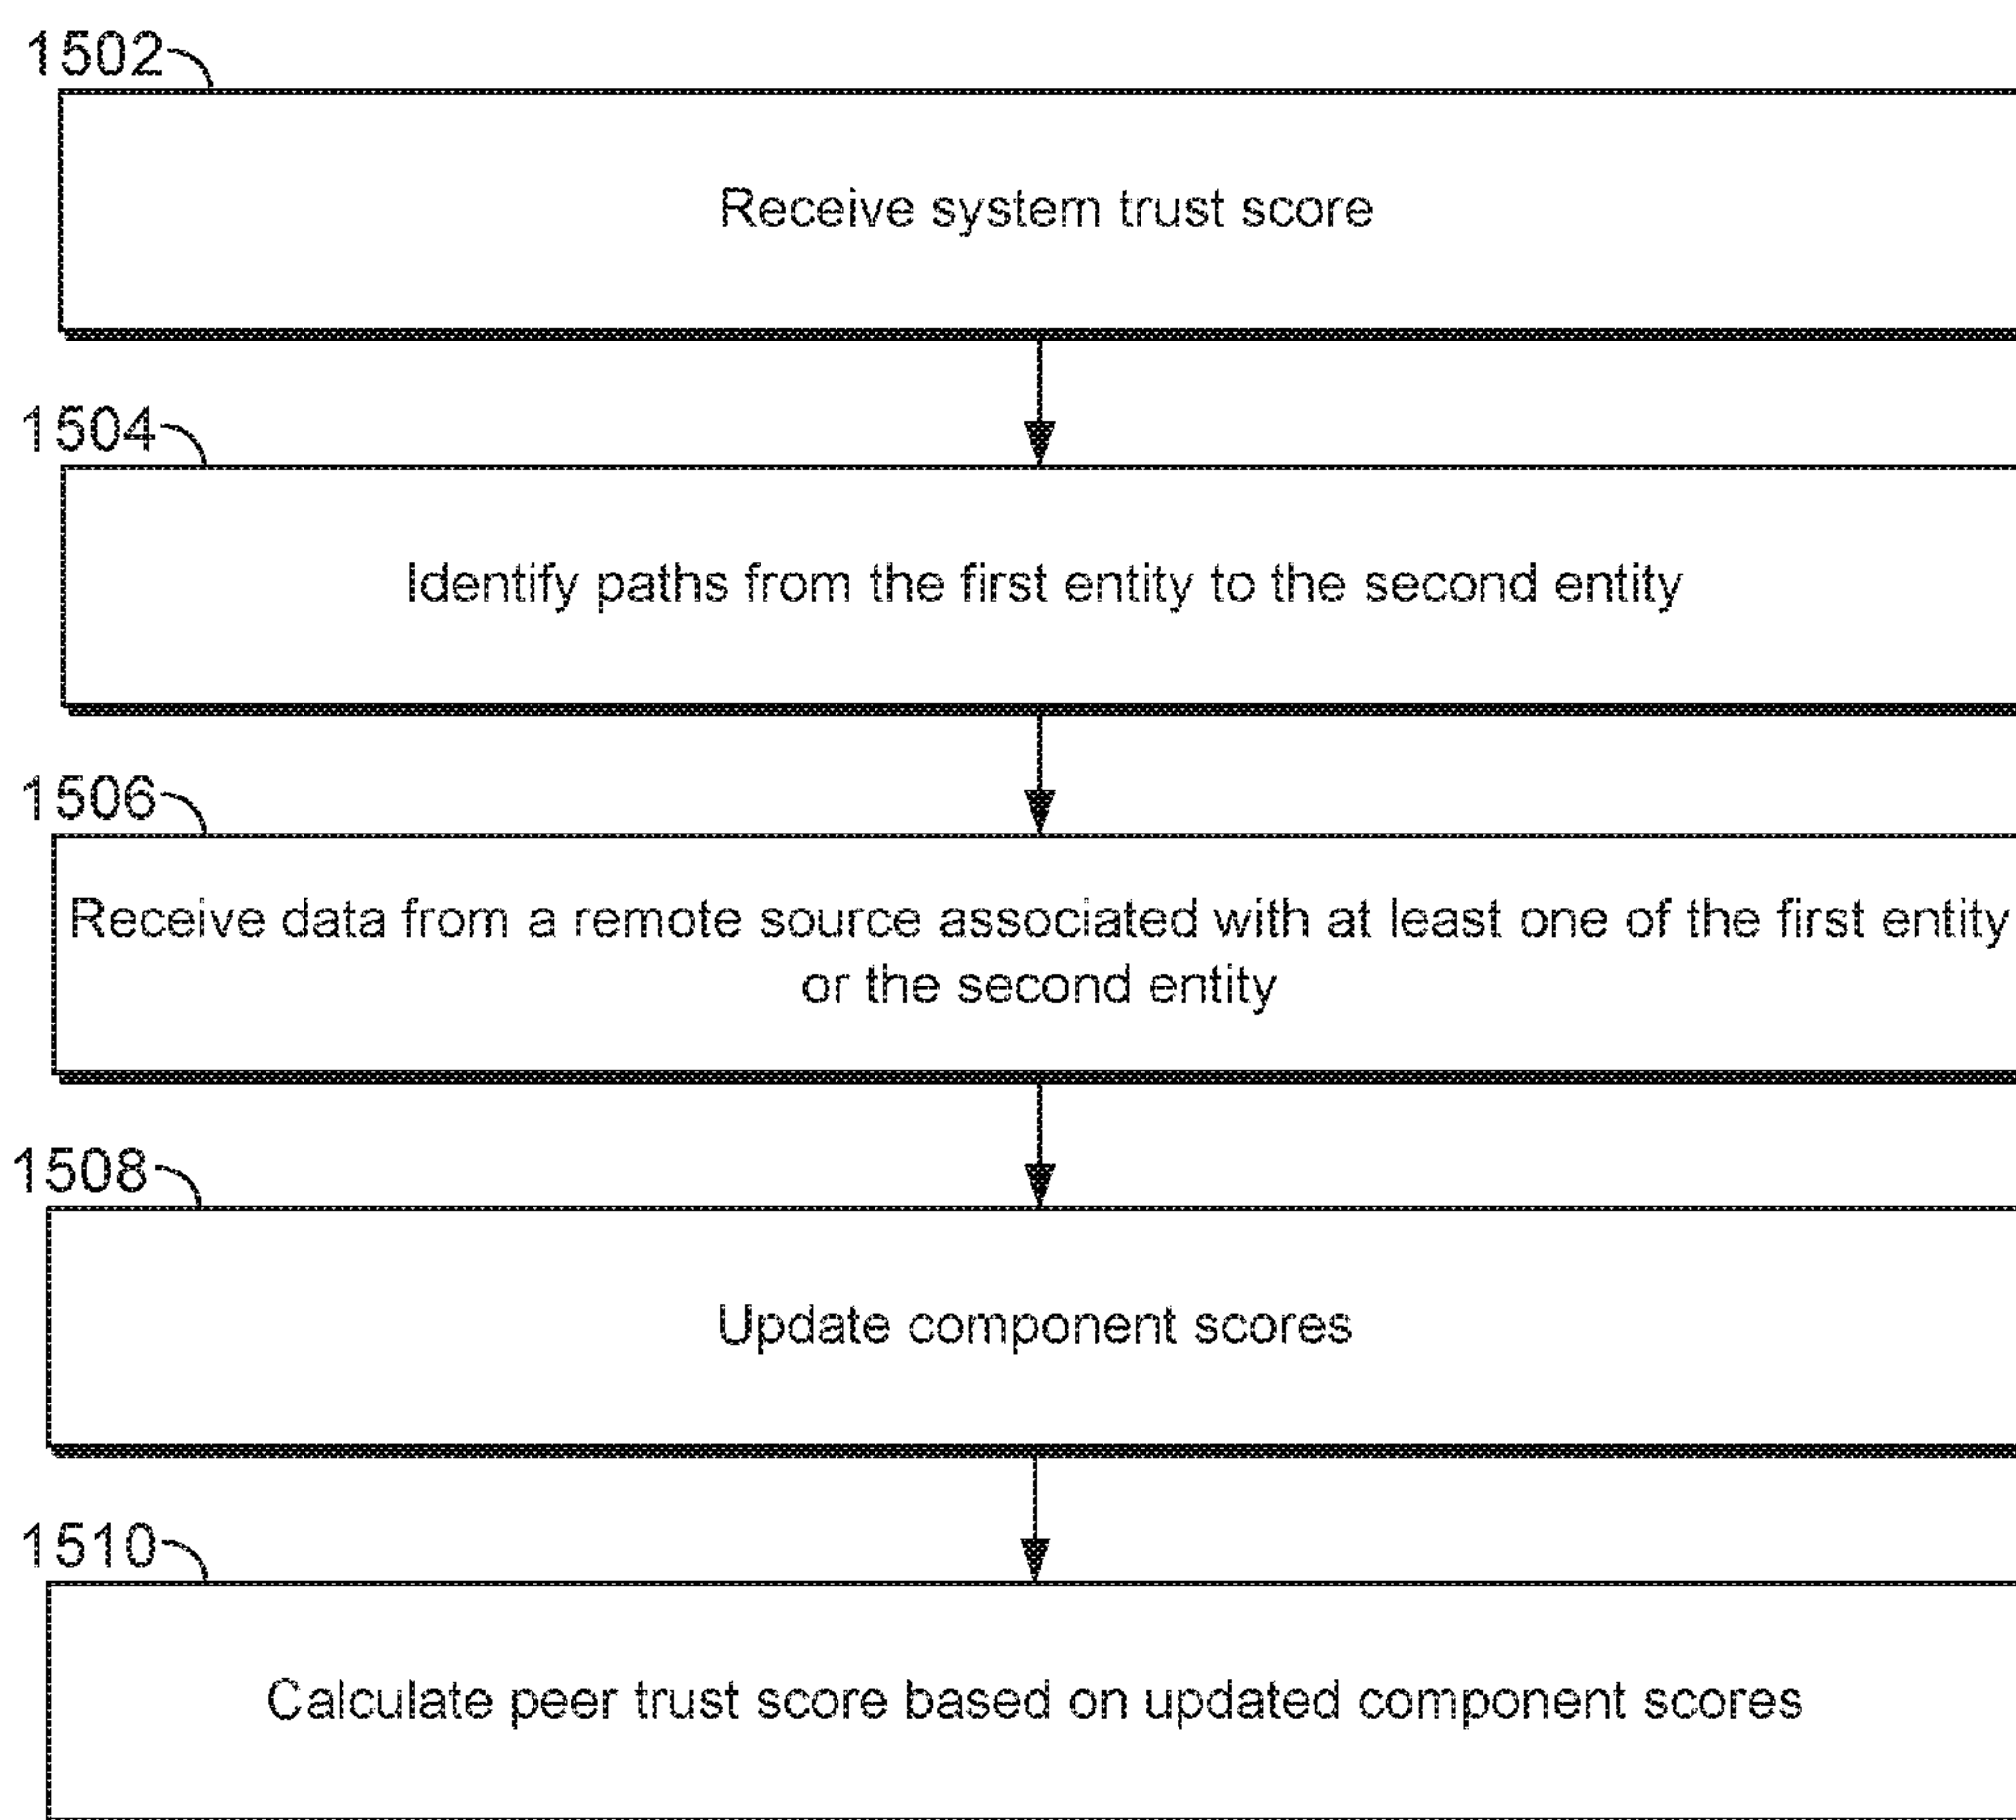 1502
Receive system trust score
1504
Identify paths from the first entity to the second entity
1506
Receive data from a remote source associated with at least one of the first entity
or the second entity
1508
Update component scores
1510
Calculate peer trust score based on updated component scores